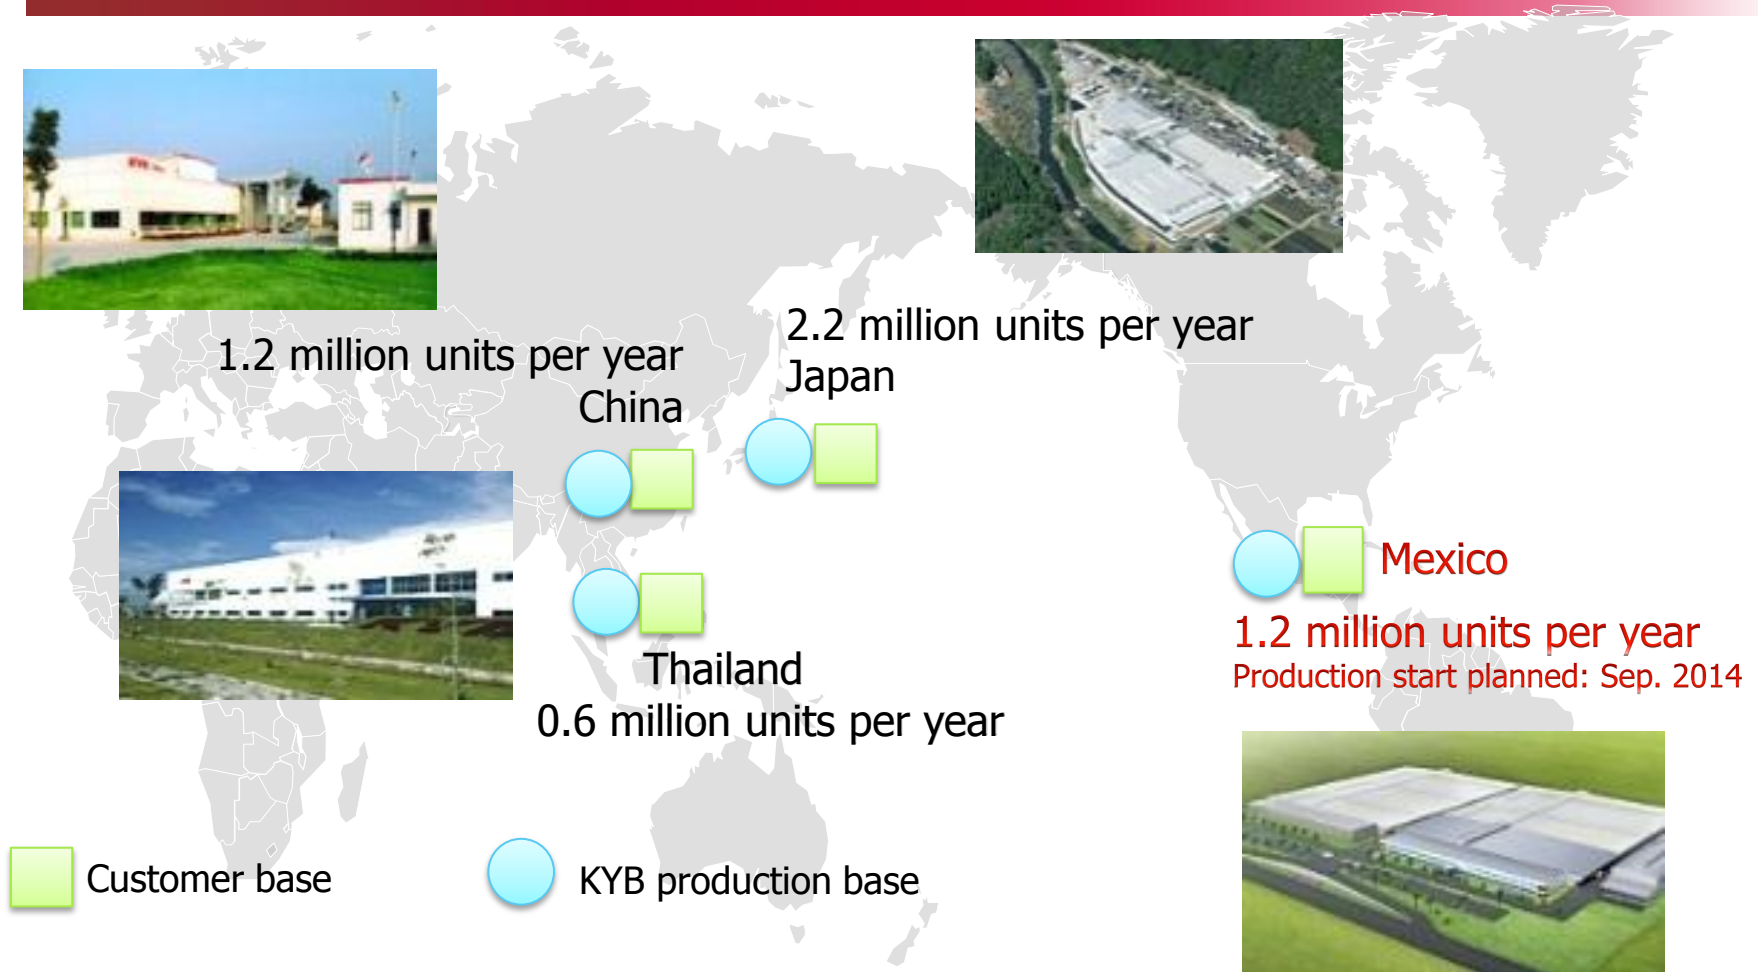 2.2 million units per year
Japan
1.2 million units per year
China
Mexico
1.2 million units per year
Production start planned: Sep. 2014
Thailand
0.6 million units per year
Customer base
KYB production base